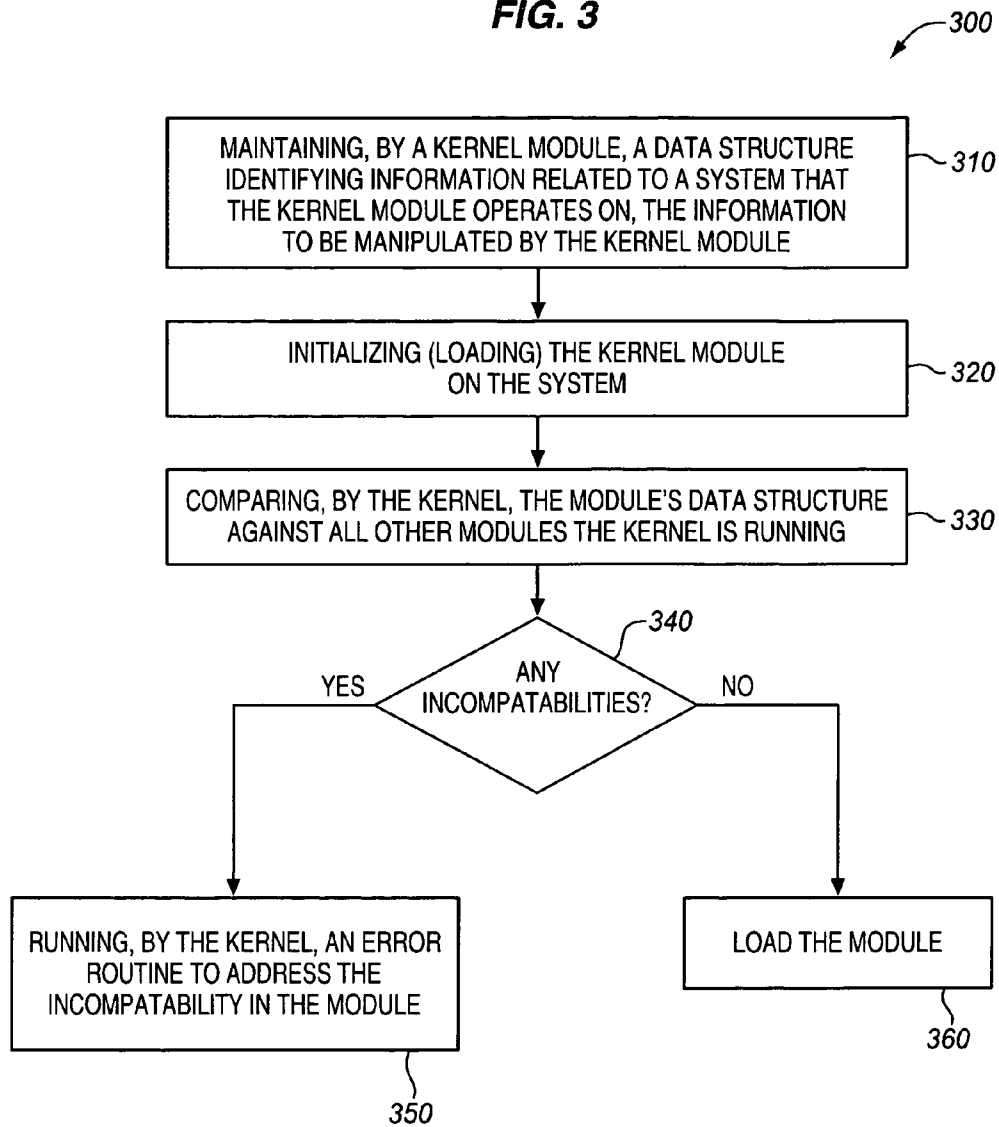 FIG. 3
300
MAINTAINING, BY A KERNEL MODULE, A DATA STRUCTURE
IDENTIFYING INFORMATION RELATED TO A SYSTEM THAT
THE KERNEL MODULE OPERATES ON, THE INFORMATION
TO BE MANIPULATED BY THE KERNEL MODULE
310
INITIALIZING (LOADING) THE KERNEL MODULE
ON THE SYSTEM
320
COMPARING, BY THE KERNEL, THE MODULE'S DATA STRUCTURE
AGAINST ALL OTHER MODULES THE KERNEL IS RUNNING
330
340
ANY
INCOMPATABILITIES?
YES
NO
RUNNING, BY THE KERNEL, AN ERROR
ROUTINE TO ADDRESS THE
INCOMPATABILITY IN THE MODULE
350
LOAD THE MODULE
360